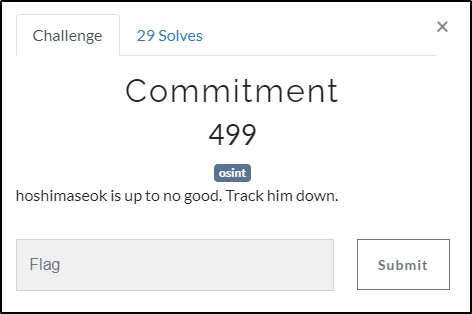 Challenge
29 Solves
×
Commitment
499
osint
hoshimaseok is up to no good. Track him down.
Flag
Submit